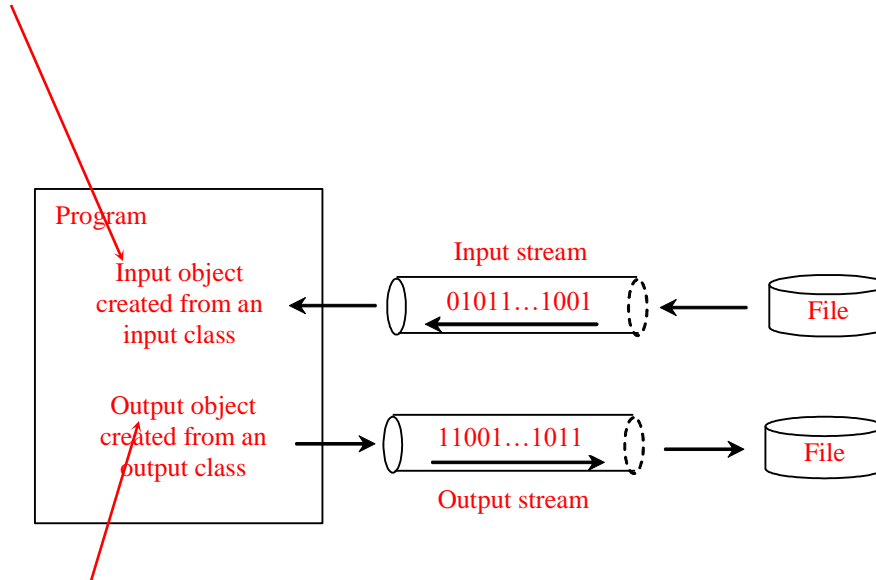 Program
Input object
created from an
input class
Input stream
01011…1001
File
Output object
created from an
output class
11001…1011
Output stream
File